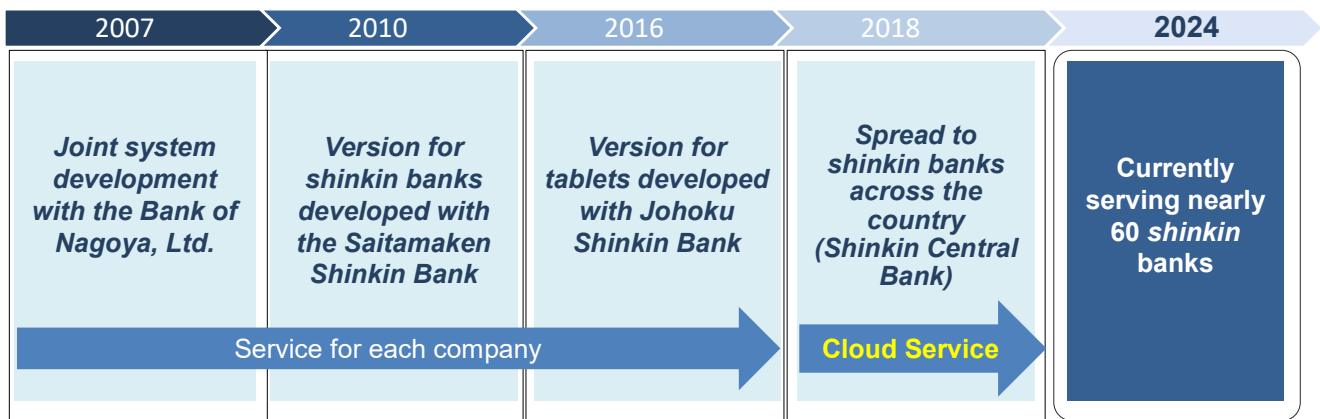 2007
2010
2016
2018
2024
Joint system
development
with the Bank of
Nagoya, Ltd.
Version for
shinkin banks
developed with
the Saitamaken
Shinkin Bank
Version for
tablets developed
with Johoku
Shinkin Bank
Spread to
shinkin banks
across the
country
(Shinkin Central
Bank)
Currently
serving nearly
60 shinkin
banks
Service for each company
Cloud Service